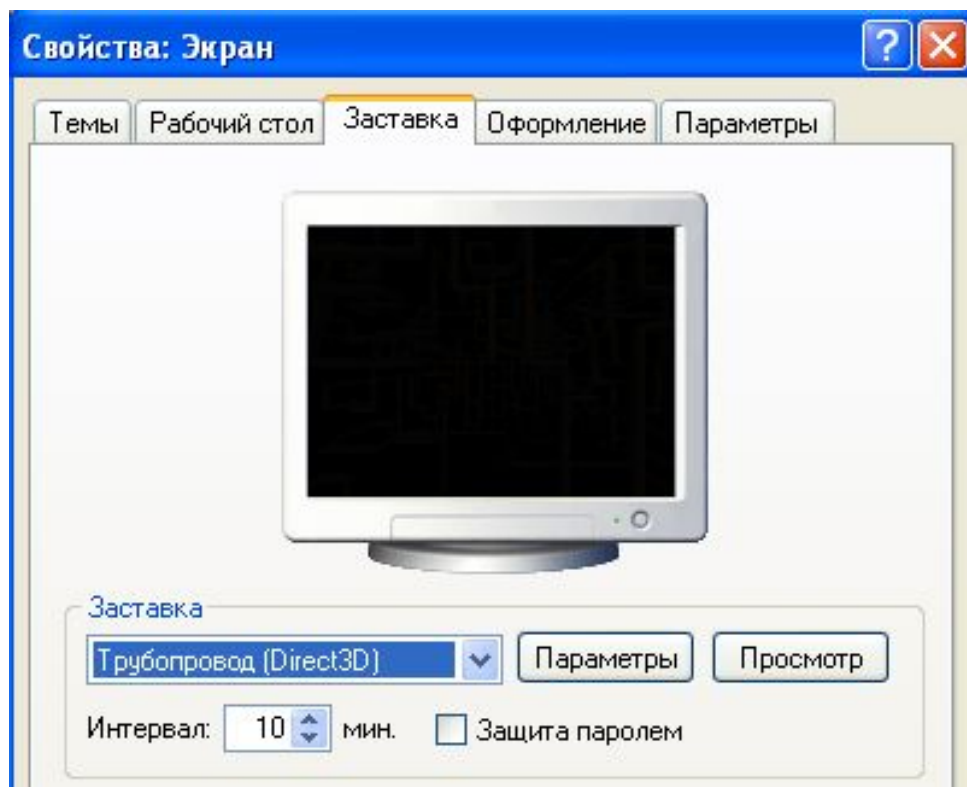 Свойства: Экран
Темы Рабочий стол Заставка Оформление Параметры
Заставка
Трубопровод (Direct3D) Параметры Просмотр
Интервал: 10 мин. Защита паролем